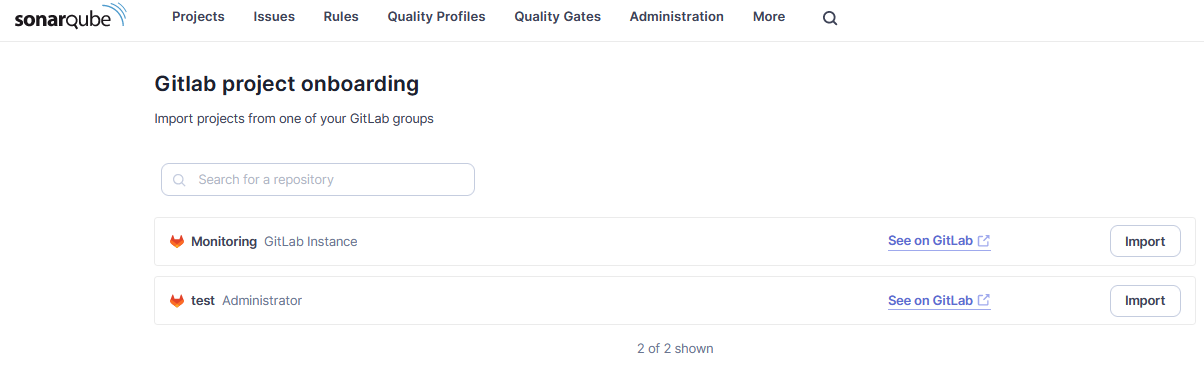 sonarqube Projects Issues Rules Quality Profiles Quality Gates Administration More
Gitlab project onboarding
Import projects from one of your GitLab groups
Search for a repository
Monitoring GitLab Instance See on GitLab Import
test Administrator See on GitLab Import
2 of 2 shown